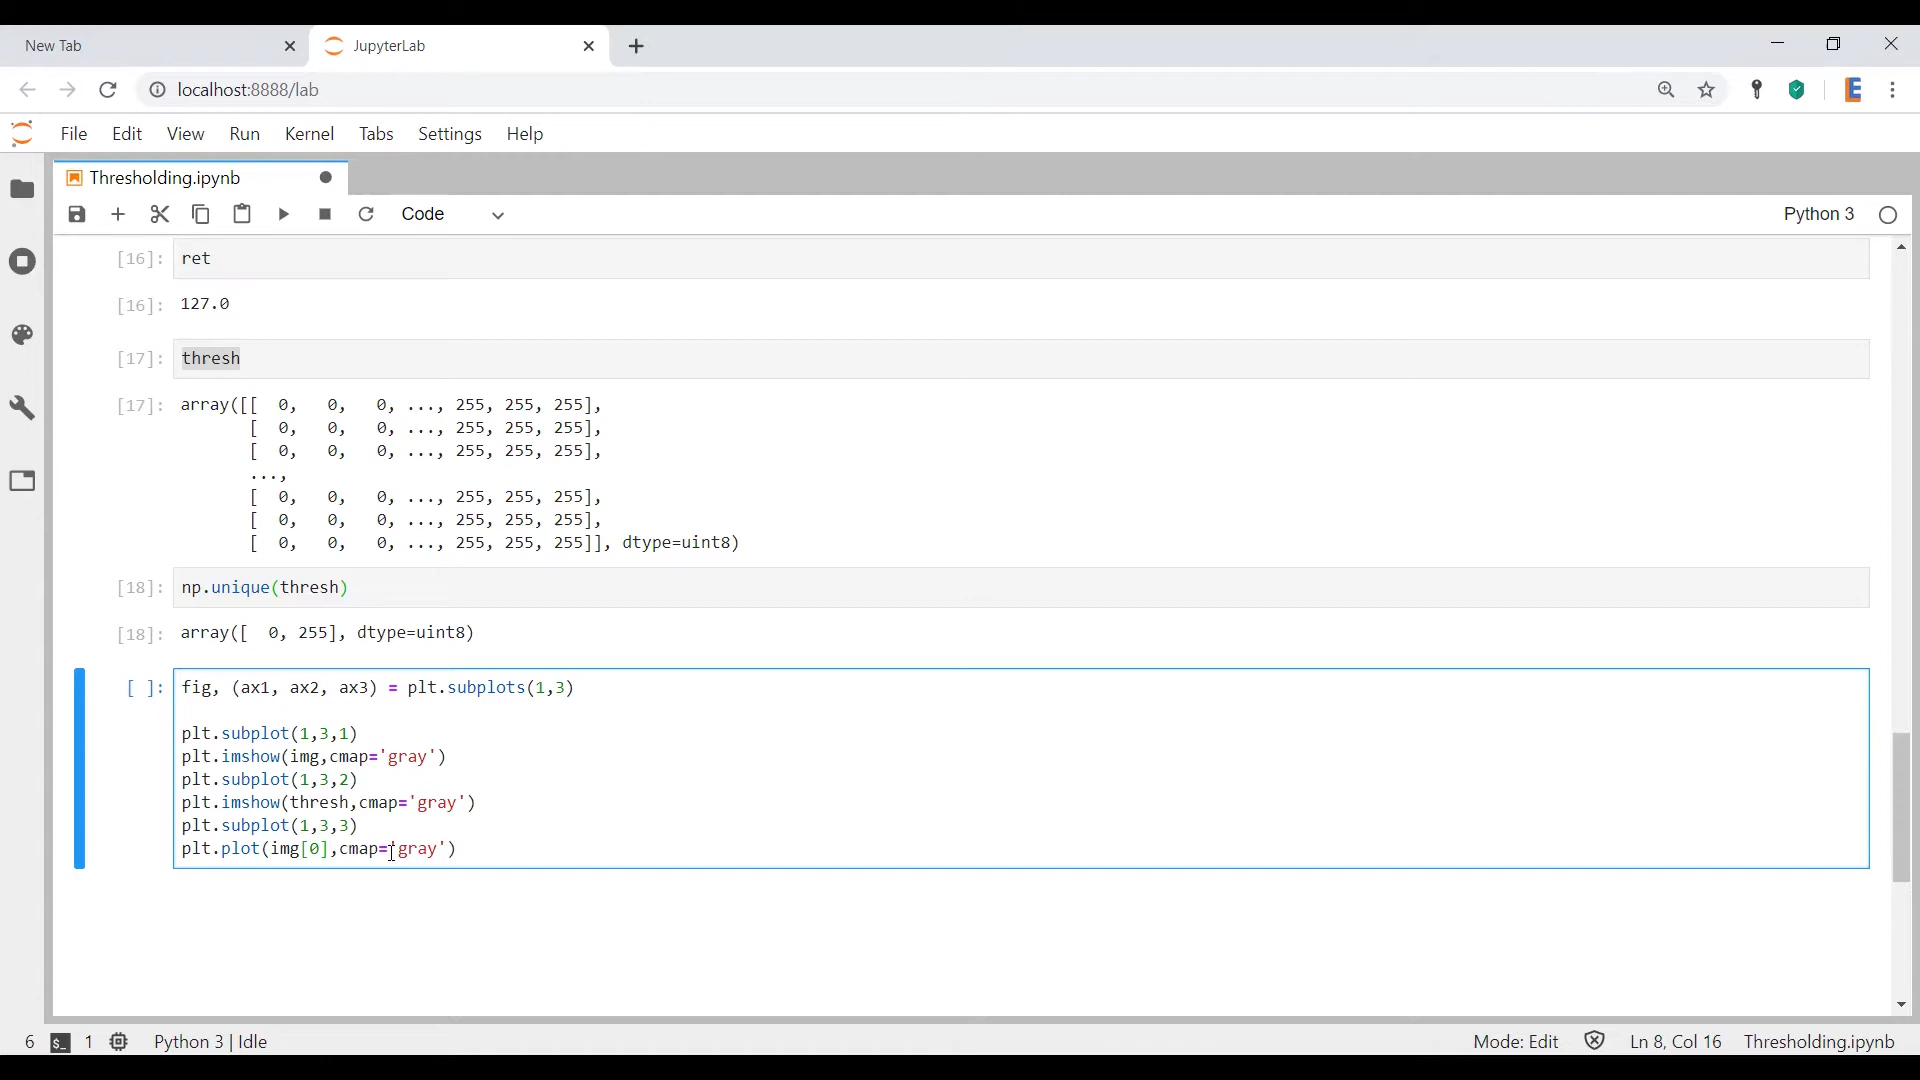 New Tab
JupyterLab
localhost:8888/lab
File Edit View Run Kernel Tabs Settings Help
Thresholding.ipynb
Code
Python 3
[16]: ret
[16]: 127.0
[17]: thresh
[17]: array([[  0,   0,   0, ..., 255, 255, 255],
[  0,   0,   0, ..., 255, 255, 255],
[  0,   0,   0, ..., 255, 255, 255],
...,
[  0,   0,   0, ..., 255, 255, 255],
[  0,   0,   0, ..., 255, 255, 255],
[  0,   0,   0, ..., 255, 255, 255]], dtype=uint8)
[18]: np.unique(thresh)
[18]: array([  0, 255], dtype=uint8)
[ ]: fig, (ax1, ax2, ax3) = plt.subplots(1,3)
plt.subplot(1,3,1)
plt.imshow(img,cmap='gray')
plt.subplot(1,3,2)
plt.imshow(thresh,cmap='gray')
plt.subplot(1,3,3)
plt.plot(img[0],cmap='gray')
6 $_ 1 Python 3 | Idle Mode: Edit Ln 8, Col 16 Thresholding.ipynb